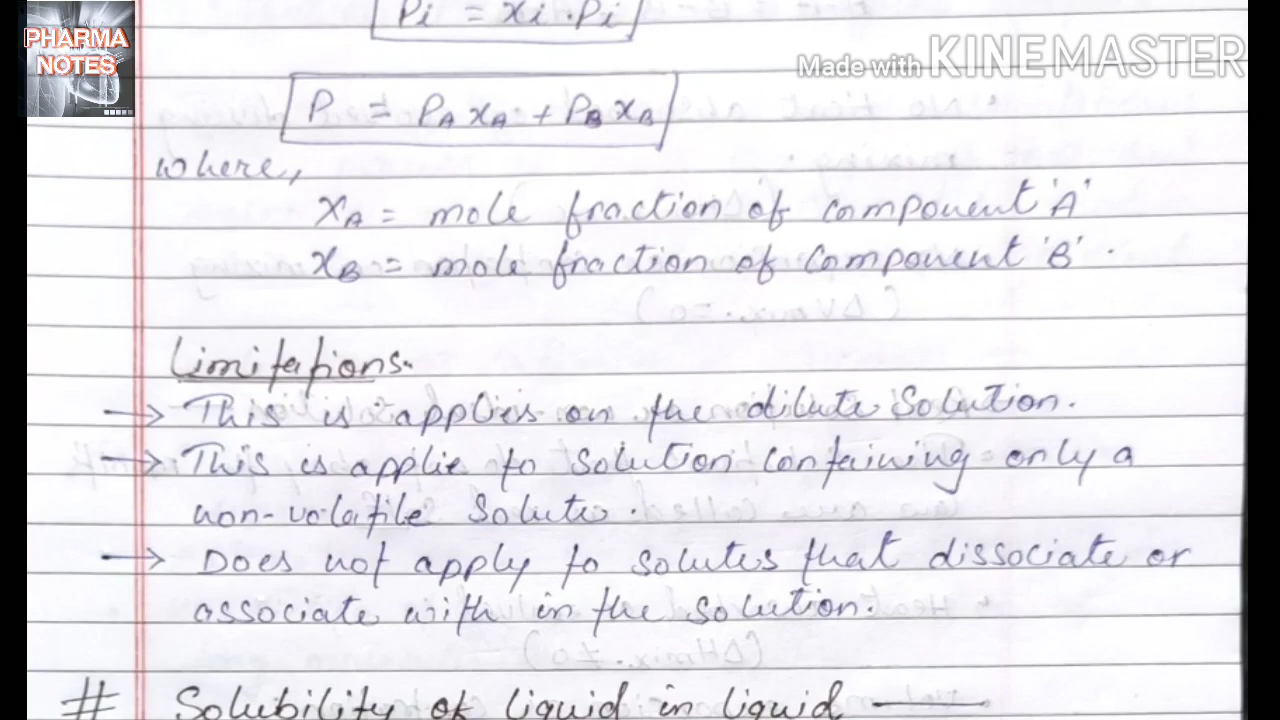 PHARMA
NOTES
Made with KINEMASTER
Pi = xi . Pi
P = PA xA + PB xB
where,
xA = mole fraction of component 'A'
xB = mole fraction of component 'B' .
Limitations.
→ This is applies on the dilute solution.
→ This is applie to solution containing only a
non-volatile solute .
→ Does not apply to solutes that dissociate or
associate with in the solution.
# Solubility of liquid in liquid —